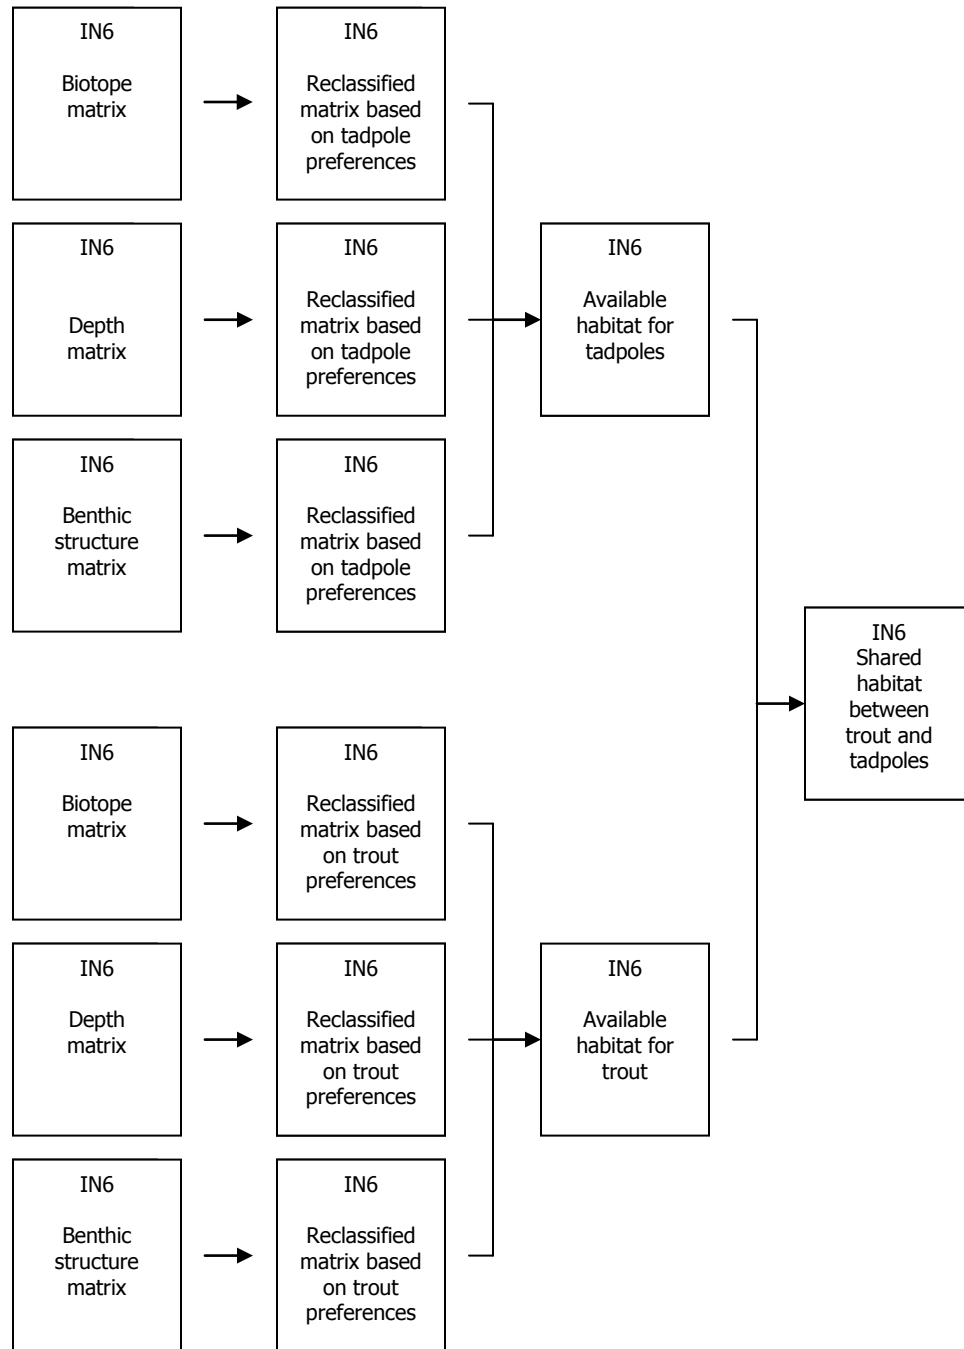 IN6
Biotope
matrix
IN6
Reclassified
matrix based
on tadpole
preferences
IN6
Depth
matrix
IN6
Reclassified
matrix based
on tadpole
preferences
IN6
Available
habitat for
tadpoles
IN6
Benthic
structure
matrix
IN6
Reclassified
matrix based
on tadpole
preferences
IN6
Shared
habitat
between
trout and
tadpoles
IN6
Biotope
matrix
IN6
Reclassified
matrix based
on trout
preferences
IN6
Depth
matrix
IN6
Reclassified
matrix based
on trout
preferences
IN6
Available
habitat for
trout
IN6
Benthic
structure
matrix
IN6
Reclassified
matrix based
on trout
preferences